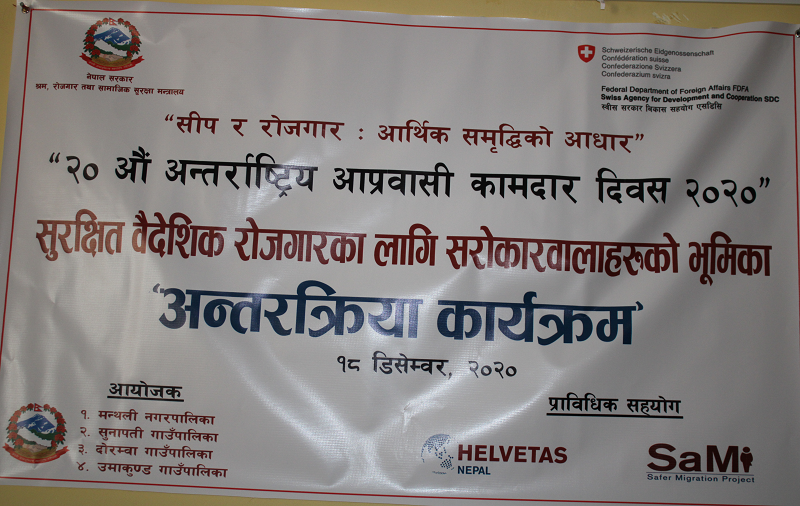 नेपाल सरकार
श्रम, रोजगार तथा सामाजिक सुरक्षा मन्त्रालय
Schweizerische Eidgenossenschaft
Confédération suisse
Confederazione Svizzera
Confederaziun svizra
Federal Department of Foreign Affairs FDFA
Swiss Agency for Development and Cooperation SDC
स्वीस सरकार विकास सहयोग एसडिसि
“सीप र रोजगार : आर्थिक समृद्धिको आधार”
“२० औं अन्तर्राष्ट्रिय आप्रवासी कामदार दिवस २०२०”
सुरक्षित वैदेशिक रोजगारका लागि सरोकारवालाहरुको भूमिका
‘अन्तरक्रिया कार्यक्रम’
१८ डिसेम्वर, २०२०
आयोजक
१. मन्थली नगरपालिका
२. सुनापती गाउँपालिका
३. दोरम्बा गाउँपालिका
४. उमाकुण्ड गाउँपालिका
प्राविधिक सहयोग
HELVETAS
NEPAL
SaMi
Safer Migration Project